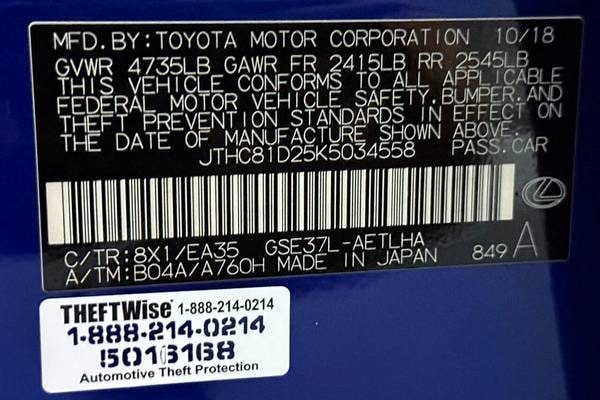 MFD.BY:TOYOTA MOTOR CORPORATION 10/18
GVWR 4735LB GAWR FR 2415LB RR 2545LB
THIS VEHICLE CONFORMS TO ALL APPLICABLE
FEDERAL MOTOR VEHICLE SAFETY,BUMPER,AND
THEFT PREVENTION STANDARDS IN EFFECT ON
THE DATE OF MANUFACTURE SHOWN ABOVE.
JTHC81D25K5034558 PASS.CAR
C/TR:8X1/EA35 GSE37L-AETLHA
A/TM:B04A/A760H MADE IN JAPAN 849 A
THEFTWise 1-888-214-0214
1-888-214-0214
5016168
Automotive Theft Protection